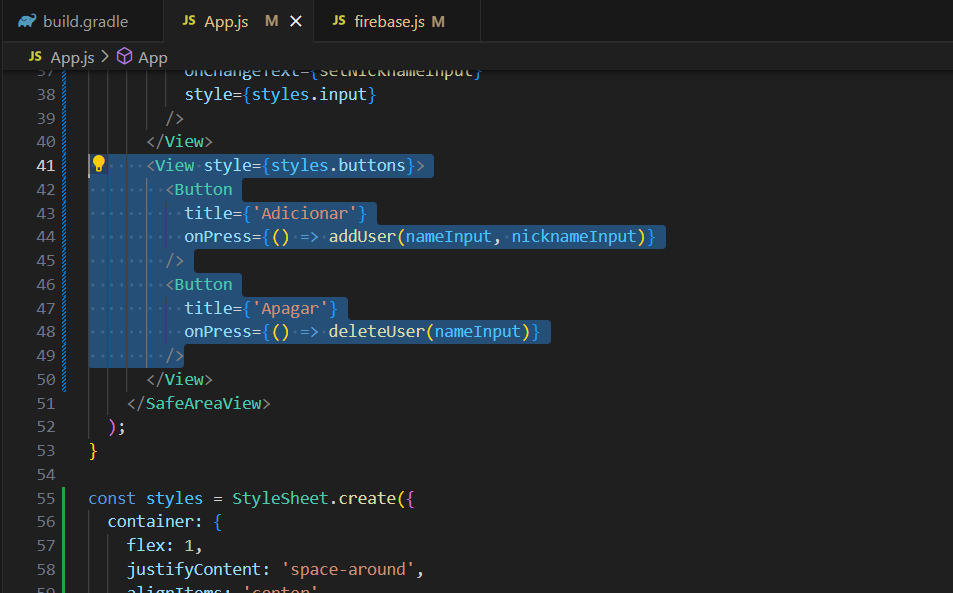 build.gradle
JS App.js M
JS firebase.js M
JS App.js > App
37 onChangeText={setNicknameInput}
38 style={styles.input}
39 />
40 </View>
41 <View style={styles.buttons}>
42 <Button
43 title={'Adicionar'}
44 onPress={() => addUser(nameInput, nicknameInput)}
45 />
46 <Button
47 title={'Apagar'}
48 onPress={() => deleteUser(nameInput)}
49 />
50 </View>
51 </SafeAreaView>
52 );
53 }
54
55 const styles = StyleSheet.create({
56 container: {
57 flex: 1,
58 justifyContent: 'space-around',
59 alignItems: 'center'